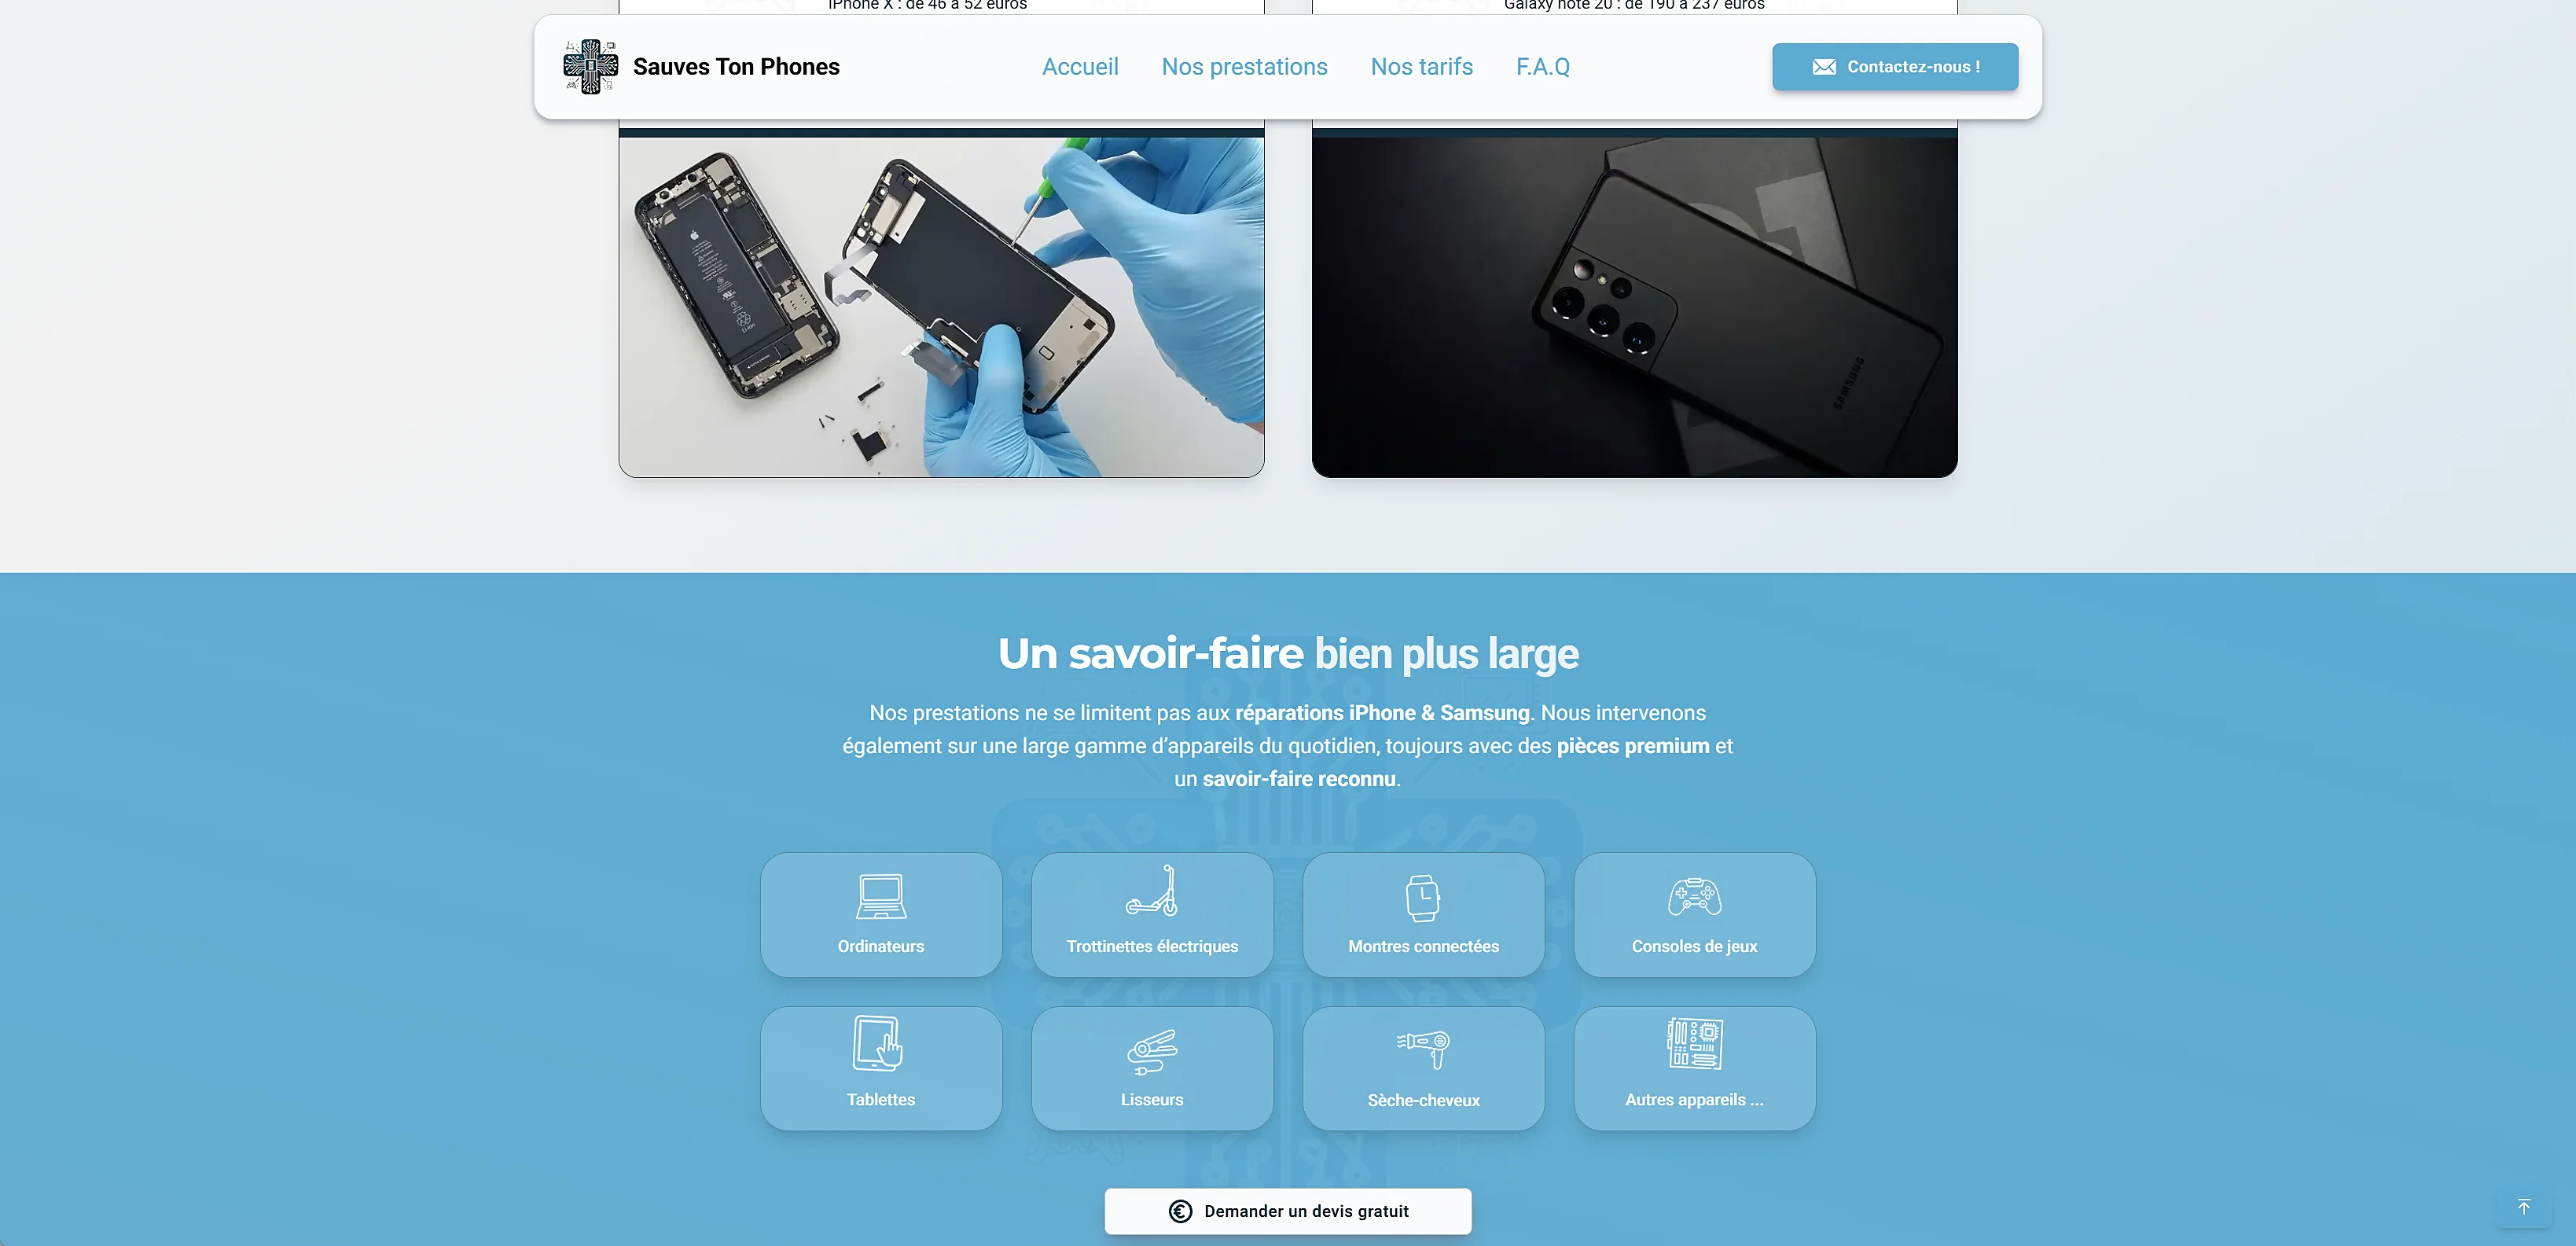 iPhone X : de 46 à 52 euros
Galaxy note 20 : de 190 à 237 euros
Sauves Ton Phones
Accueil
Nos prestations
Nos tarifs
F.A.Q
Contactez-nous !
SAMSUNG
Un savoir-faire bien plus large
Nos prestations ne se limitent pas aux réparations iPhone & Samsung. Nous intervenons
également sur une large gamme d’appareils du quotidien, toujours avec des pièces premium et
un savoir-faire reconnu.
Ordinateurs
Trottinettes électriques
Montres connectées
Consoles de jeux
Tablettes
Lisseurs
Sèche-cheveux
Autres appareils ...
Demander un devis gratuit